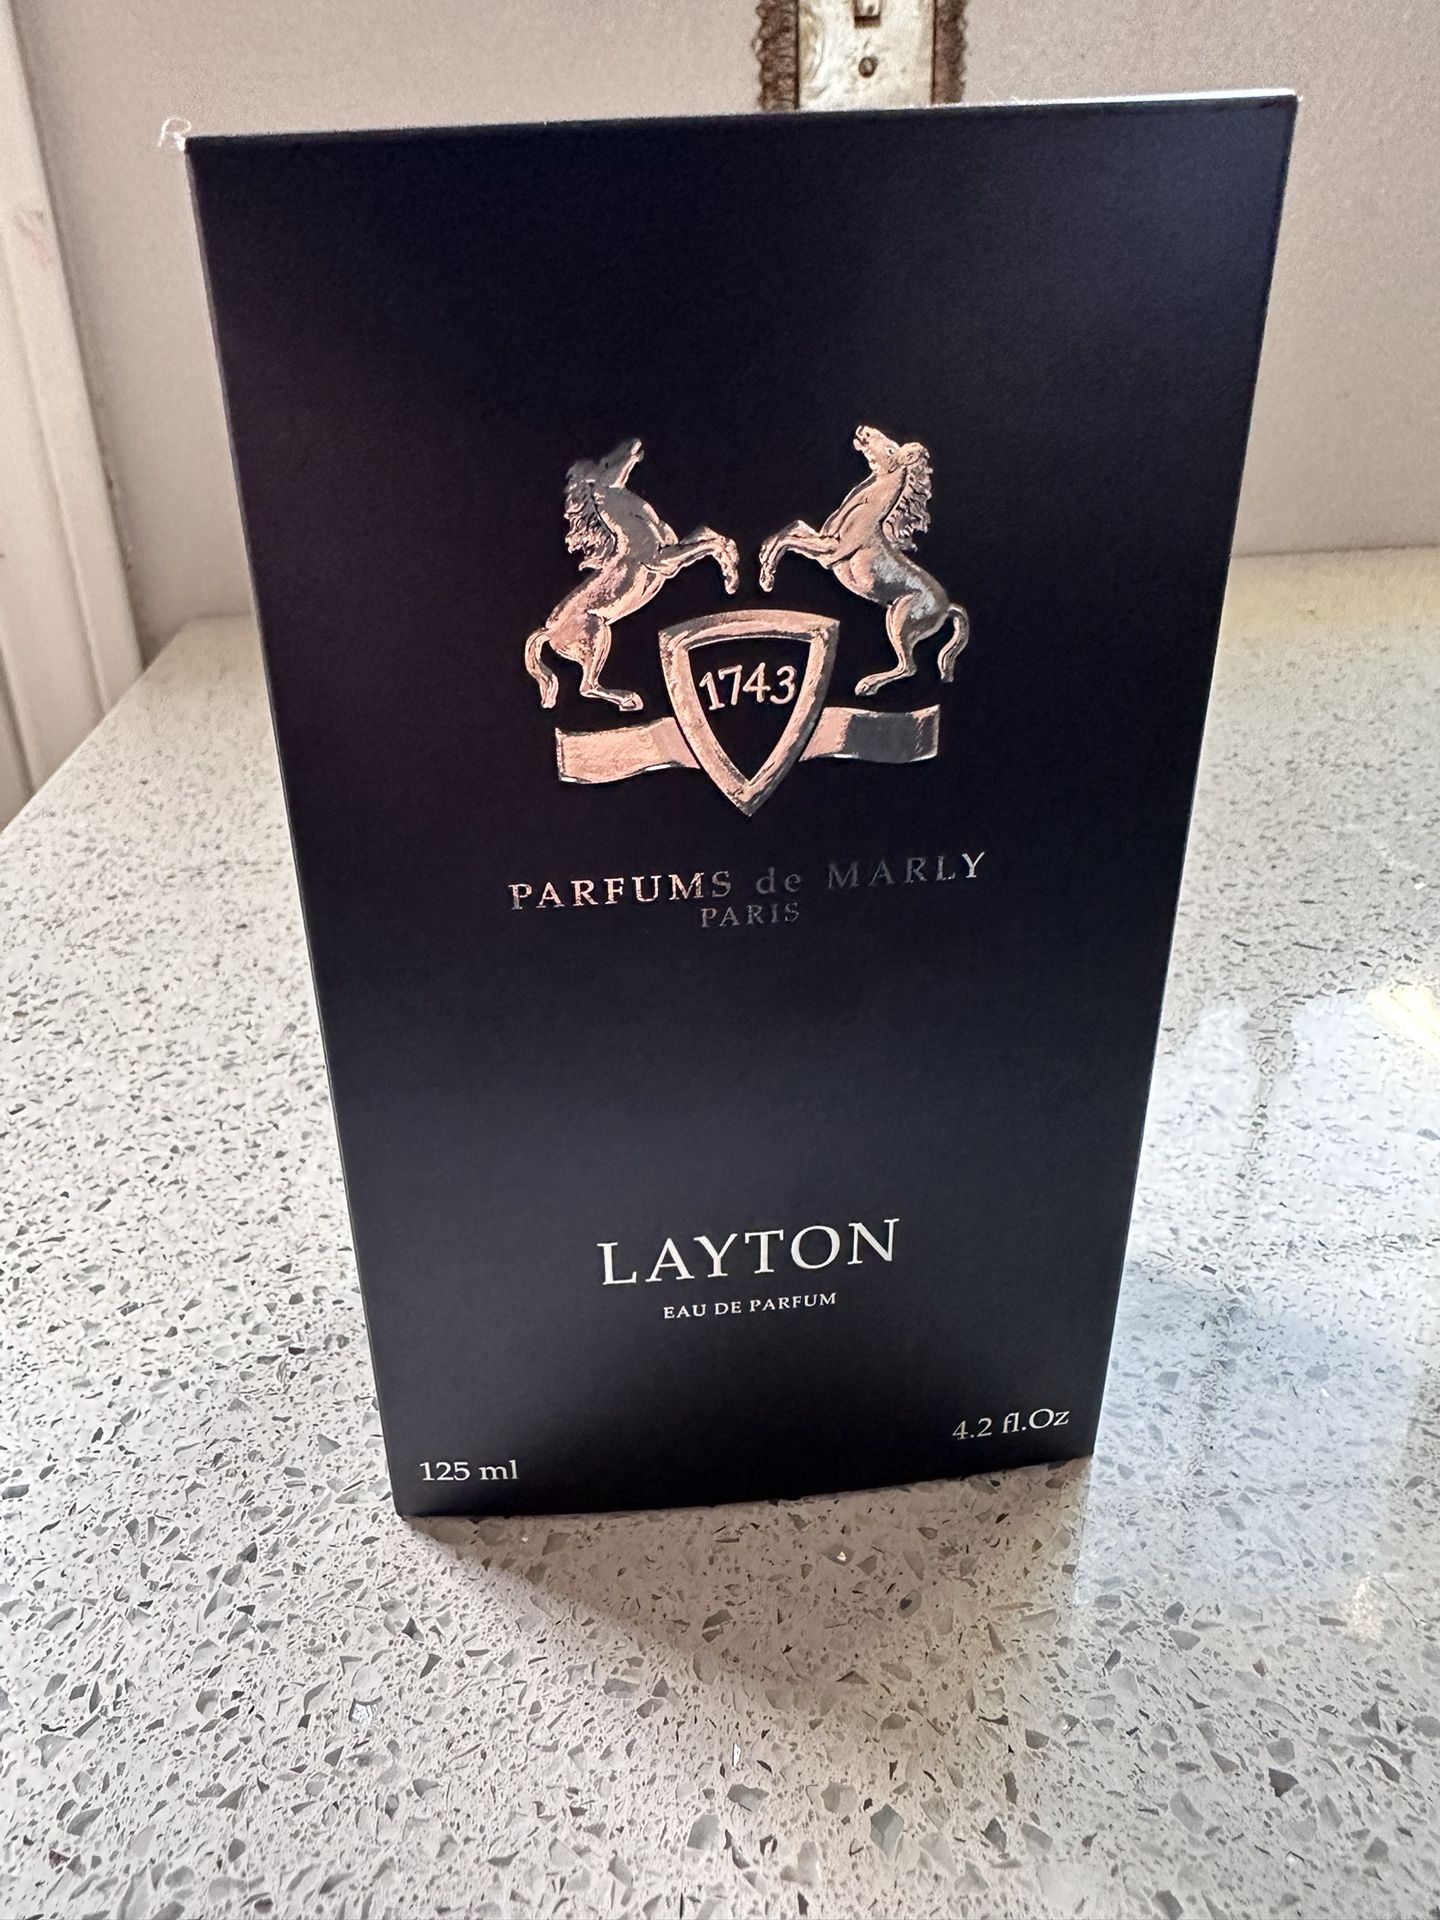 1743
PARFUMS de MARLY
PARIS
LAYTON
EAU DE PARFUM
125 ml
4.2 fl.Oz